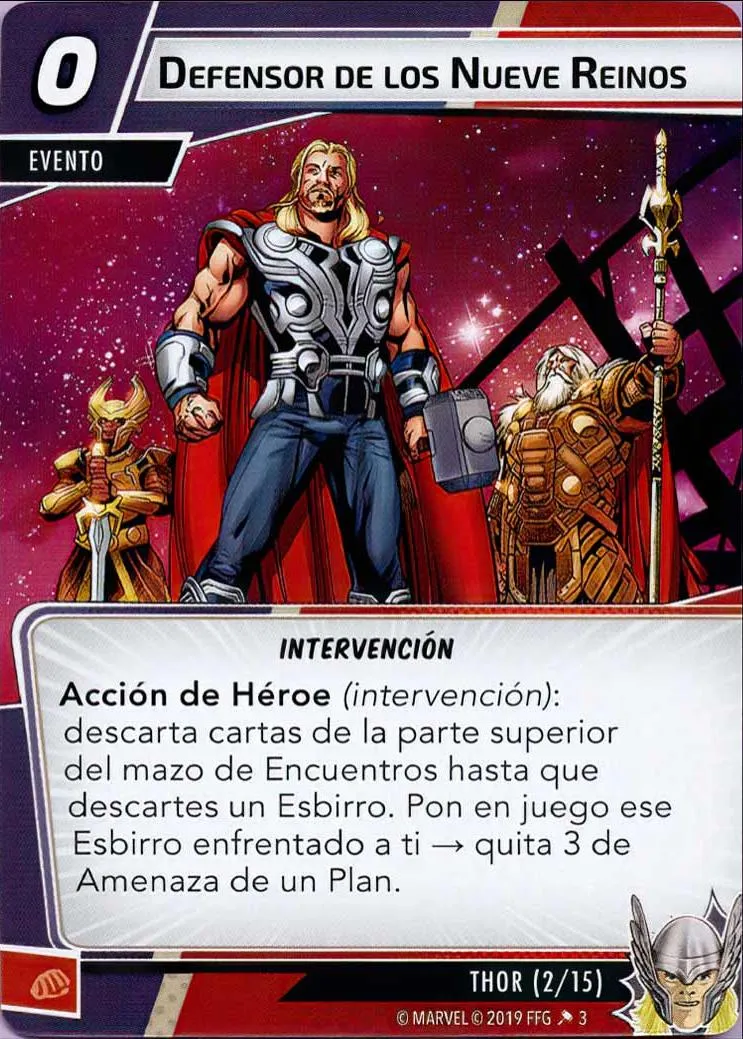 0
DEFENSOR DE LOS NUEVE REINOS
EVENTO
INTERVENCIÓN
Acción de Héroe (intervención):
descarta cartas de la parte superior
del mazo de Encuentros hasta que
descartes un Esbirro. Pon en juego ese
Esbirro enfrentado a ti → quita 3 de
Amenaza de un Plan.
THOR (2/15)
© MARVEL © 2019 FFG 3